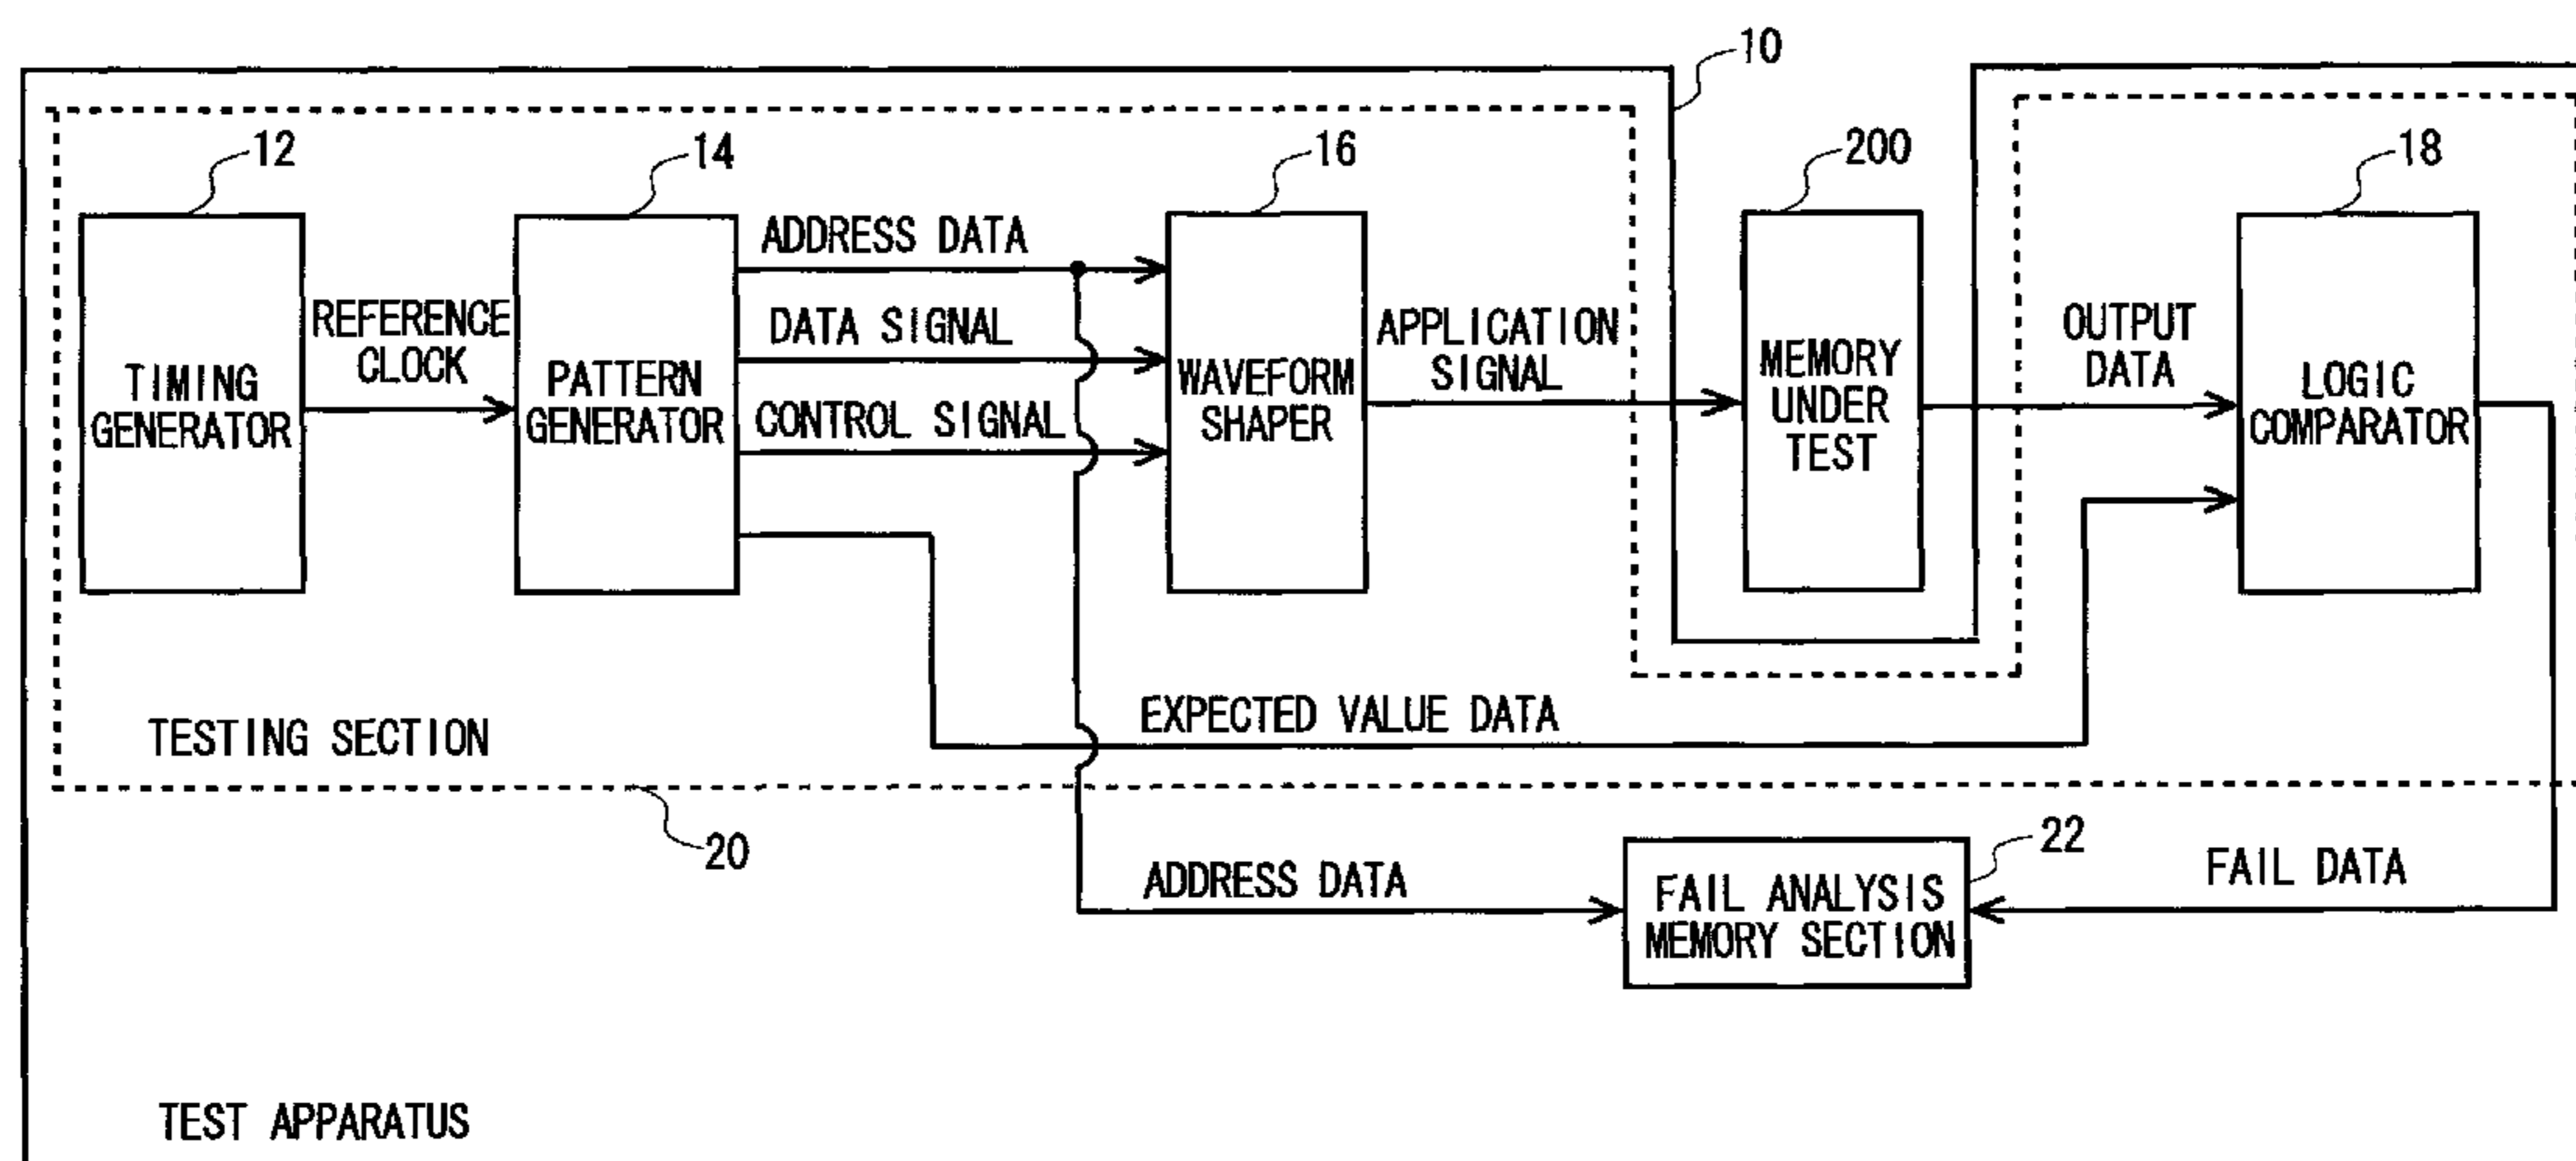 10
12
14
16
200
18
ADDRESS DATA
REFERENCE
CLOCK
DATA SIGNAL
APPLICATION
SIGNAL
OUTPUT
DATA
TIMING
GENERATOR
PATTERN
GENERATOR
CONTROL SIGNAL
WAVEFORM
SHAPER
MEMORY
UNDER
TEST
LOGIC
COMPARATOR
TESTING SECTION
EXPECTED VALUE DATA
20
22
ADDRESS DATA
FAIL ANALYSIS
MEMORY SECTION
FAIL DATA
TEST APPARATUS